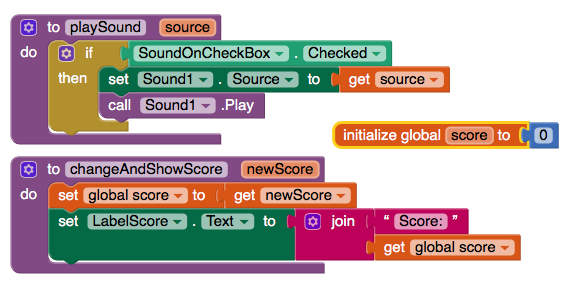 to playSound source
do if SoundOnCheckBox . Checked
then set Sound1 . Source to get source
call Sound1 .Play
initialize global score to 0
to changeAndShowScore newScore
do set global score to get newScore
set LabelScore . Text to join “ Score: ”
get global score